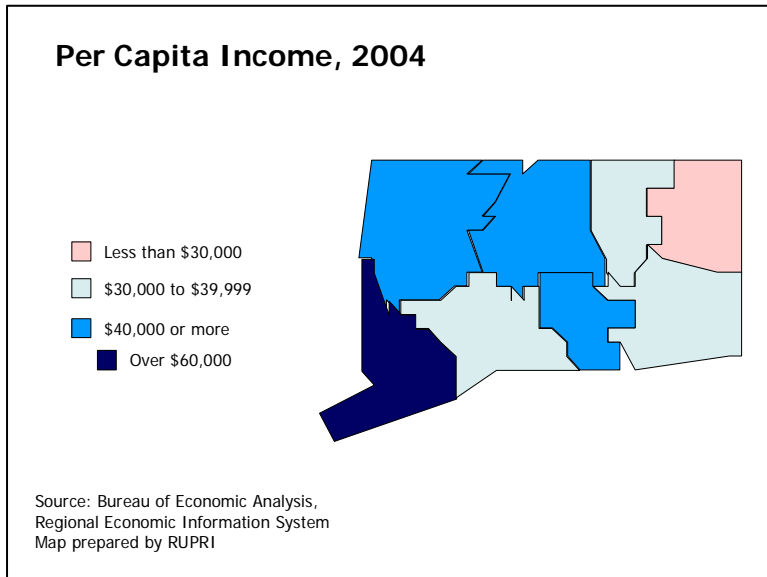 Per Capita Income, 2004
Less than $30,000
$30,000 to $39,999
$40,000 or more
Over $60,000
Source: Bureau of Economic Analysis,
Regional Economic Information System
Map prepared by RUPRI